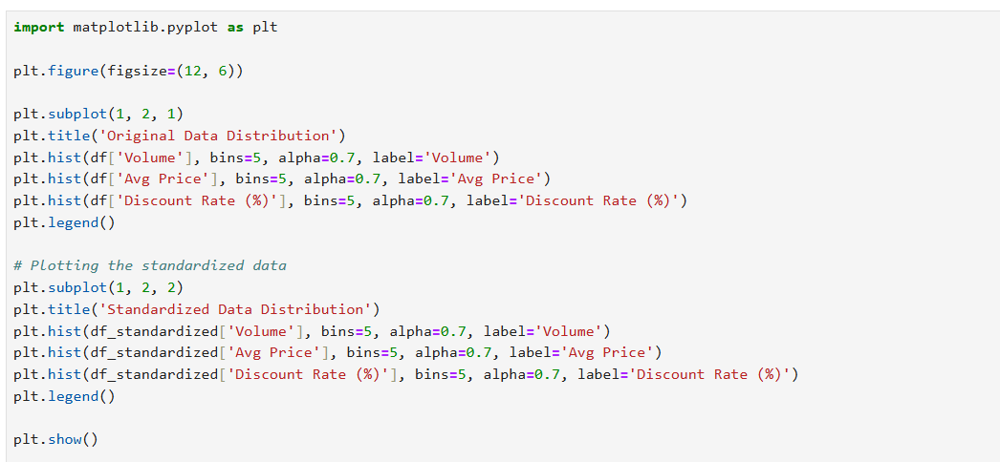 import matplotlib.pyplot as plt
plt.figure(figsize=(12, 6))
plt.subplot(1, 2, 1)
plt.title('Original Data Distribution')
plt.hist(df['Volume'], bins=5, alpha=0.7, label='Volume')
plt.hist(df['Avg Price'], bins=5, alpha=0.7, label='Avg Price')
plt.hist(df['Discount Rate (%)'], bins=5, alpha=0.7, label='Discount Rate (%)')
plt.legend()
# Plotting the standardized data
plt.subplot(1, 2, 2)
plt.title('Standardized Data Distribution')
plt.hist(df_standardized['Volume'], bins=5, alpha=0.7, label='Volume')
plt.hist(df_standardized['Avg Price'], bins=5, alpha=0.7, label='Avg Price')
plt.hist(df_standardized['Discount Rate (%)'], bins=5, alpha=0.7, label='Discount Rate (%)')
plt.legend()
plt.show()